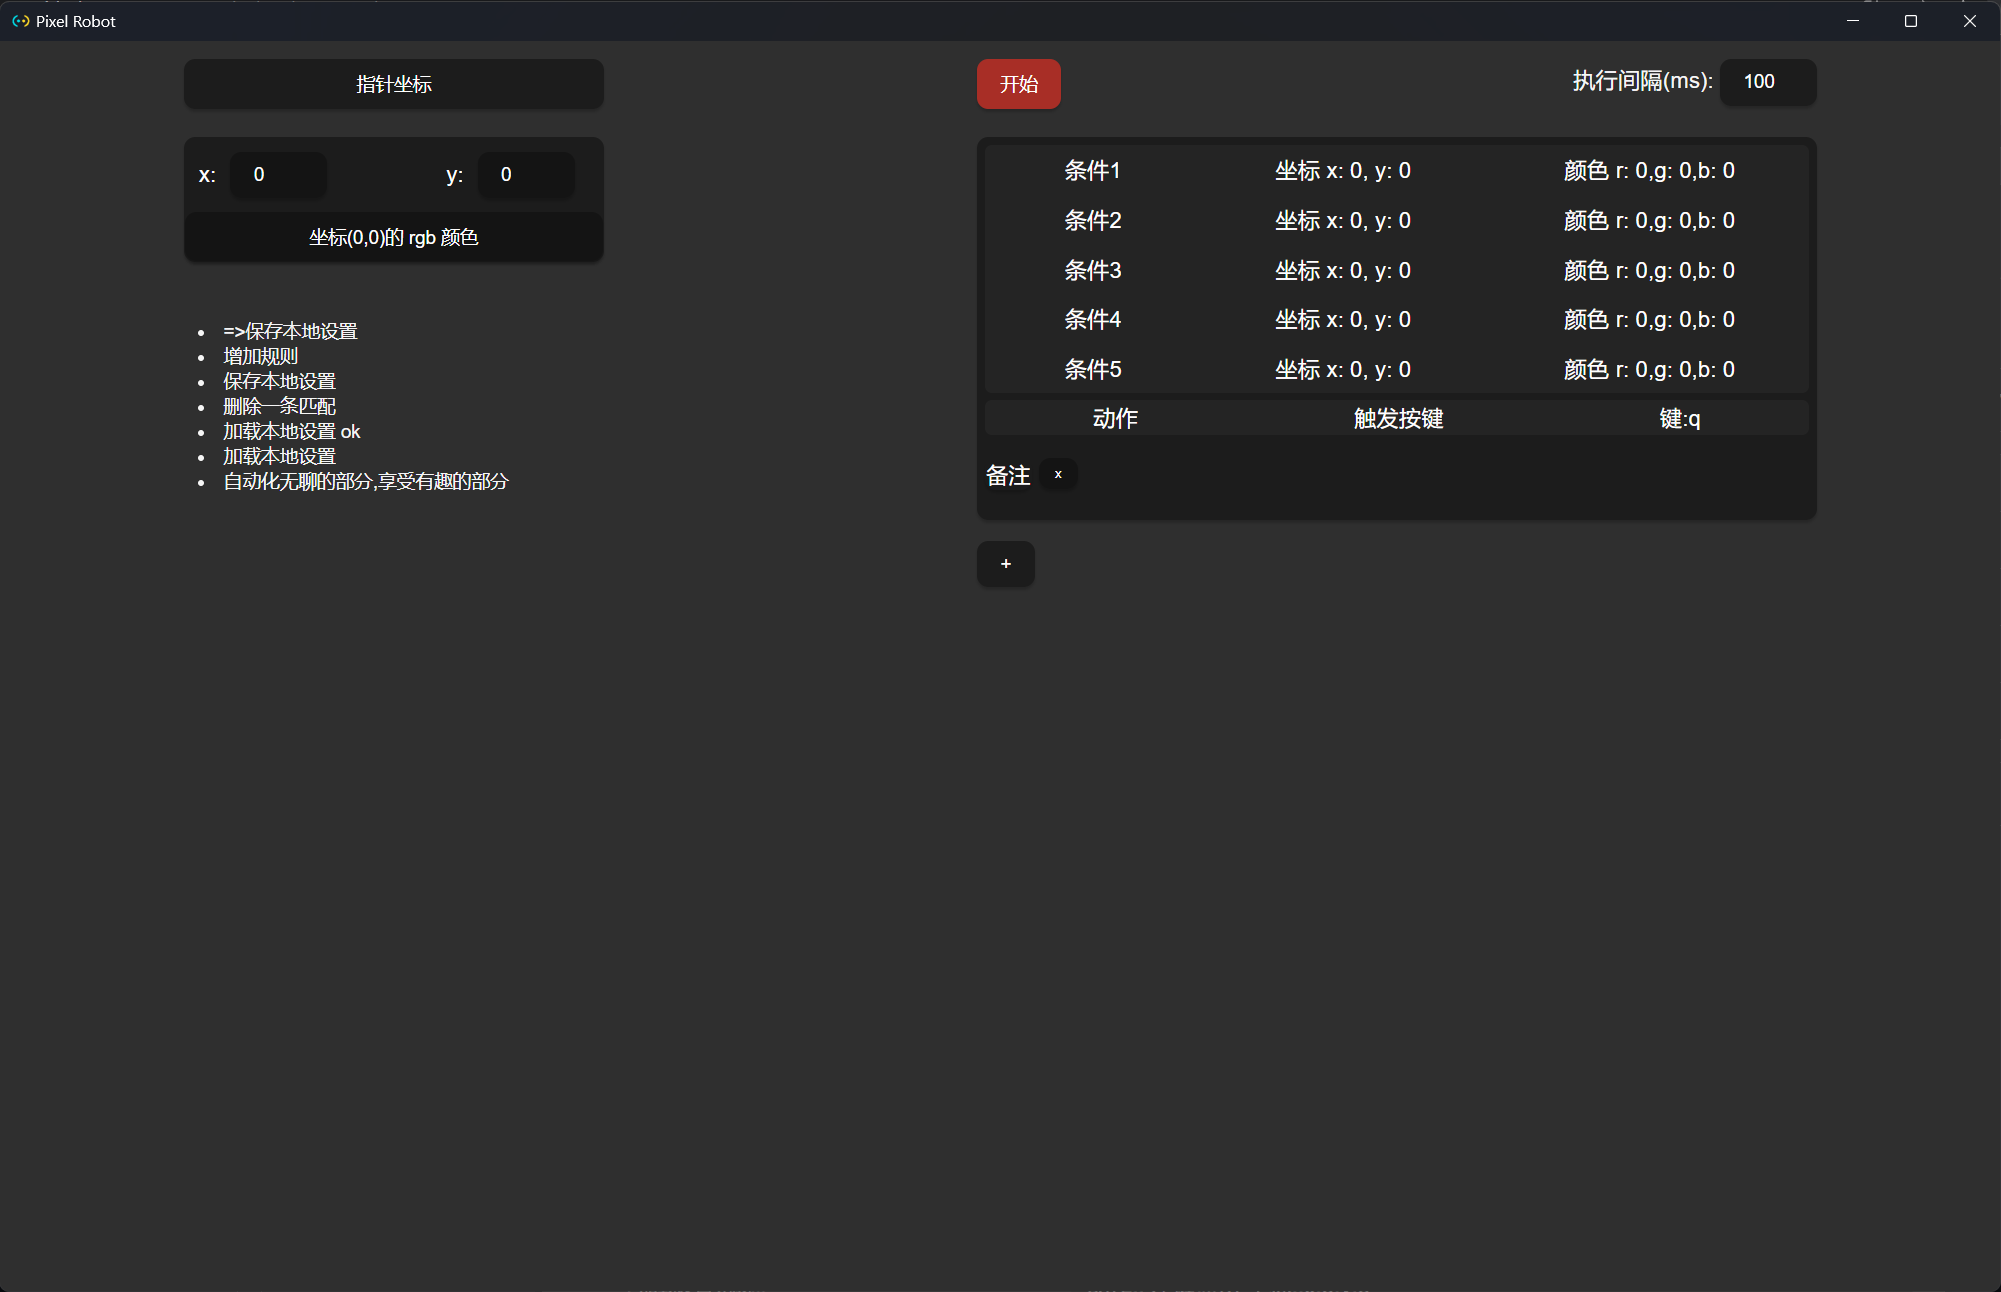 Pixel Robot
指针坐标
x: 0 y: 0
坐标(0,0)的 rgb 颜色
=>保存本地设置
增加规则
保存本地设置
删除一条匹配
加载本地设置 ok
加载本地设置
自动化无聊的部分,享受有趣的部分
开始 执行间隔(ms): 100
条件1 坐标 x: 0, y: 0 颜色 r: 0,g: 0,b: 0
条件2 坐标 x: 0, y: 0 颜色 r: 0,g: 0,b: 0
条件3 坐标 x: 0, y: 0 颜色 r: 0,g: 0,b: 0
条件4 坐标 x: 0, y: 0 颜色 r: 0,g: 0,b: 0
条件5 坐标 x: 0, y: 0 颜色 r: 0,g: 0,b: 0
动作 触发按键 键:q
备注 x
+